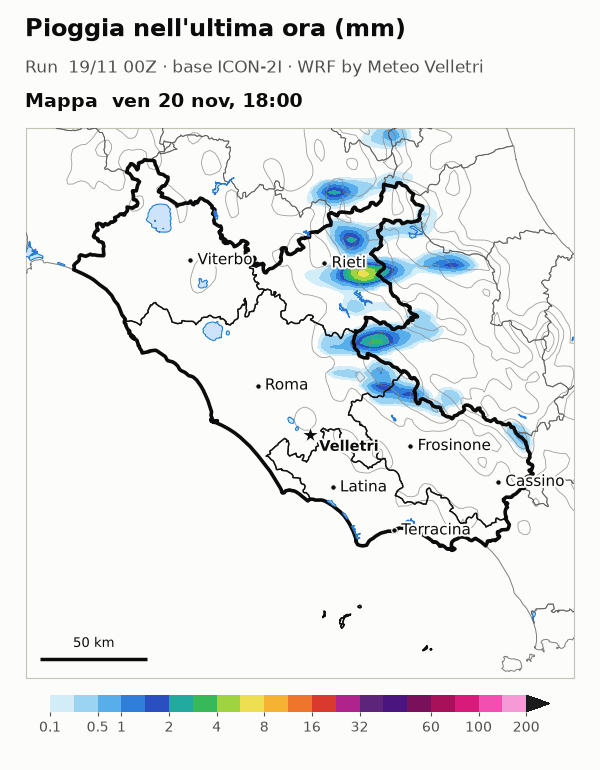 Pioggia nell'ultima ora (mm)
Run 19/11 00Z · base ICON-2I · WRF by Meteo Velletri
Mappa ven 20 nov, 18:00
Viterbo
Rieti
Roma
Velletri
Frosinone
Latina
Cassino
Terracina
50 km
0.1 0.5 1 2 4 8 16 32 60 100 200